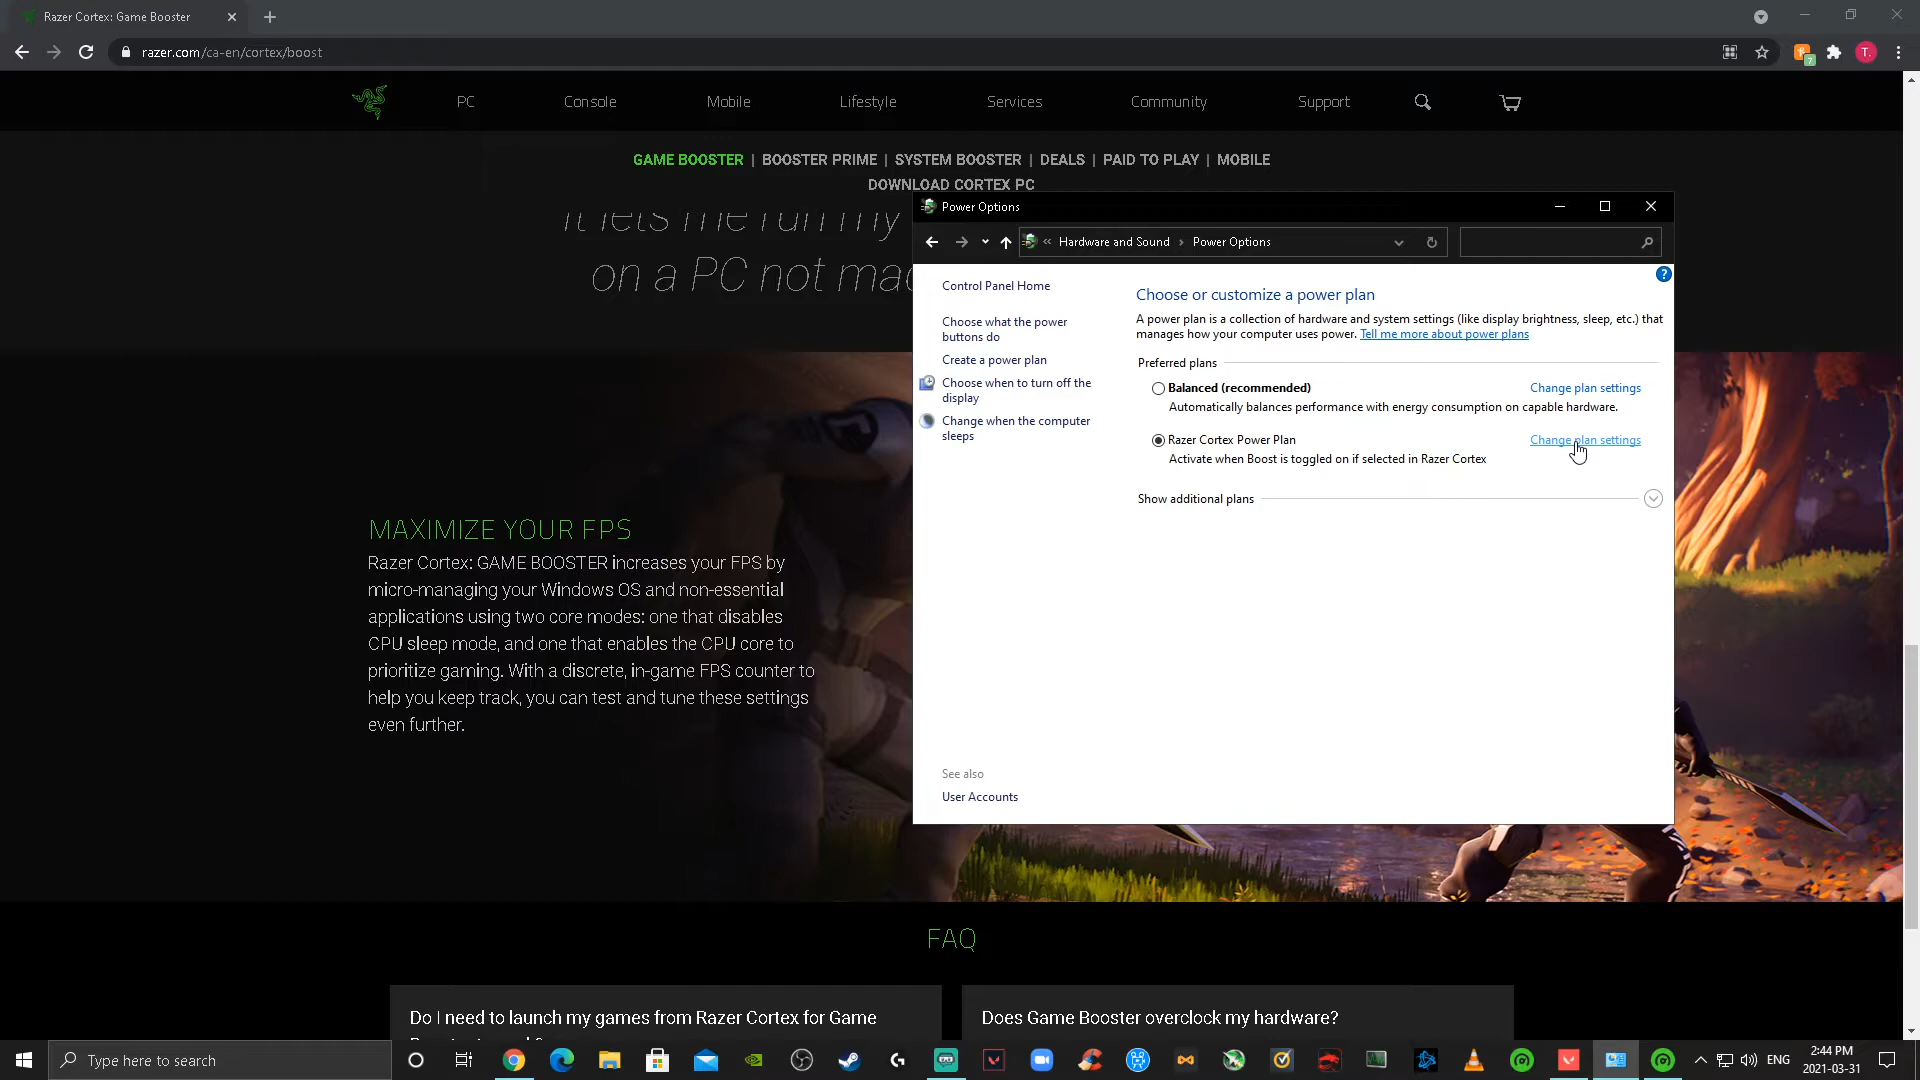 Razer Cortex: Game Booster
razer.com/ca-en/cortex/boost
7
T.
PC
Console
Mobile
Lifestyle
Services
Community
Support
GAME BOOSTER | BOOSTER PRIME | SYSTEM BOOSTER | DEALS | PAID TO PLAY | MOBILE
DOWNLOAD CORTEX PC
It lets me run my
on a PC not
MAXIMIZE YOUR FPS
Razer Cortex: GAME BOOSTER increases your FPS by
micro-managing your Windows OS and non-essential
applications using two core modes: one that disables
CPU sleep mode, and one that enables the CPU core to
prioritize gaming. With a discrete, in-game FPS counter to
help you keep track, you can test and tune these settings
even further.
Power Options
« Hardware and Sound › Power Options
Control Panel Home
Choose what the power
buttons do
Create a power plan
Choose when to turn off the
display
Change when the computer
sleeps
See also
User Accounts
Choose or customize a power plan
A power plan is a collection of hardware and system settings (like display brightness, sleep, etc.) that
manages how your computer uses power. Tell me more about power plans
Preferred plans
Balanced (recommended)
Change plan settings
Automatically balances performance with energy consumption on capable hardware.
Razer Cortex Power Plan
Change plan settings
Activate when Boost is toggled on if selected in Razer Cortex
Show additional plans
FAQ
Do I need to launch my games from Razer Cortex for Game
Does Game Booster overclock my hardware?
Type here to search
ENG
2:44 PM
2021-03-31